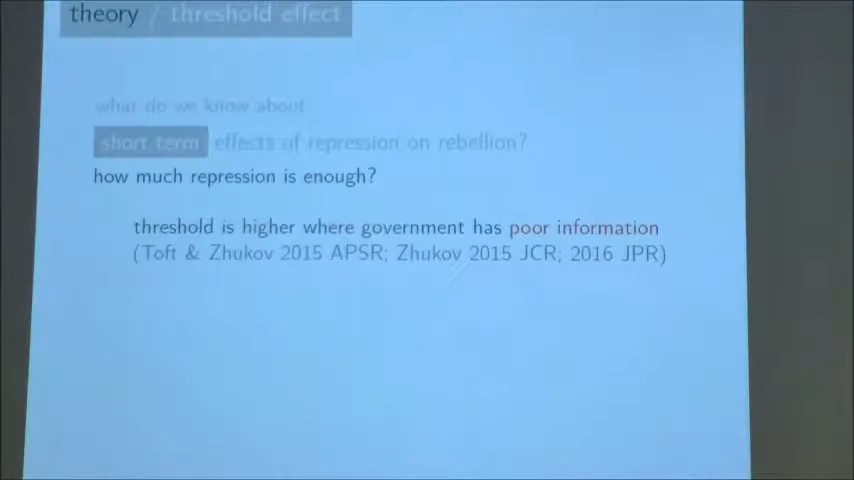 theory / threshold effect
what do we know about
short term effects of repression on rebellion?
how much repression is enough?
threshold is higher where government has poor information
(Toft & Zhukov 2015 APSR; Zhukov 2015 JCR; 2016 JPR)